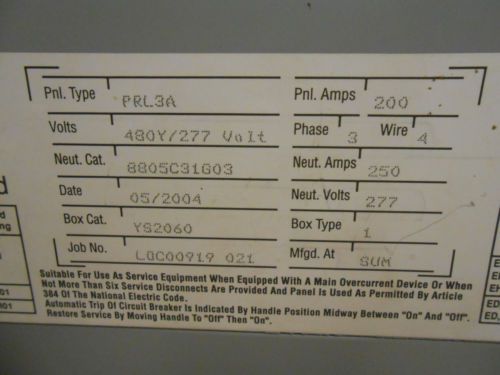 Pnl. Type PRL3A Pnl. Amps 200
Volts 480Y/277 Volt Phase 3 Wire 4
Neut. Cat. 8805C31G03 Neut. Amps 250
Date 05/2004 Neut. Volts 277
Box Cat. YS2060 Box Type 1
Job No. LGC00919 021 Mfgd. At SUM
Suitable For Use As Service Equipment When Equipped With A Main Overcurrent Device Or When
Not More Than Six Service Disconnects Are Provided And Panel Is Used As Permitted By Article
384 Of The National Electric Code.
Automatic Trip Of Circuit Breaker Is Indicated By Handle Position Midway Between "On" And "Off".
Restore Service By Moving Handle To "Off" Then "On".